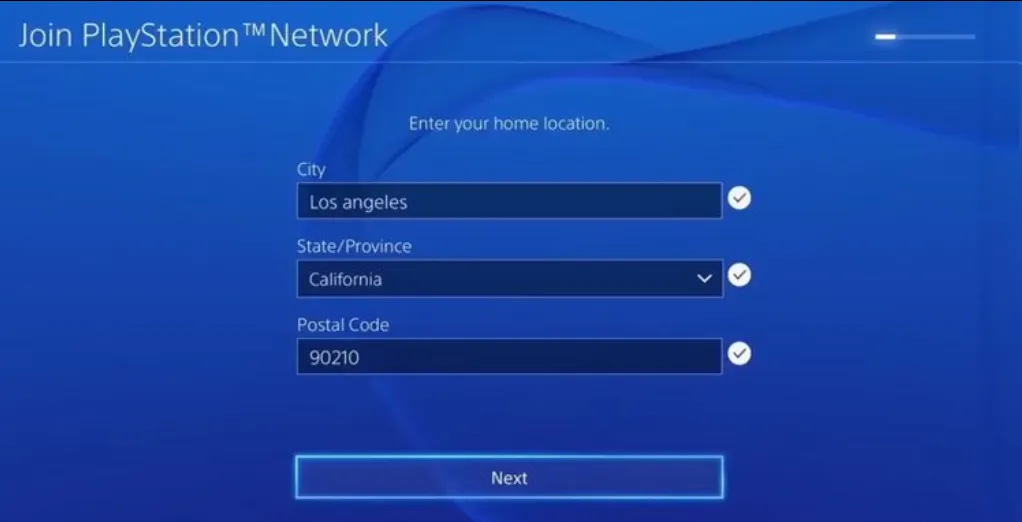 Join PlayStation™Network
Enter your home location.
City
Los angeles
State/Province
California
Postal Code
90210
Next